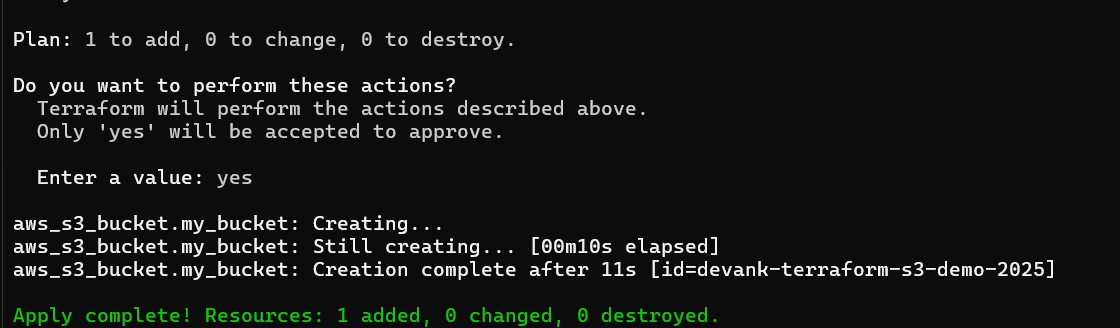 Plan: 1 to add, 0 to change, 0 to destroy.
Do you want to perform these actions?
Terraform will perform the actions described above.
Only 'yes' will be accepted to approve.
Enter a value: yes
aws_s3_bucket.my_bucket: Creating...
aws_s3_bucket.my_bucket: Still creating... [00m10s elapsed]
aws_s3_bucket.my_bucket: Creation complete after 11s [id=devank-terraform-s3-demo-2025]
Apply complete! Resources: 1 added, 0 changed, 0 destroyed.